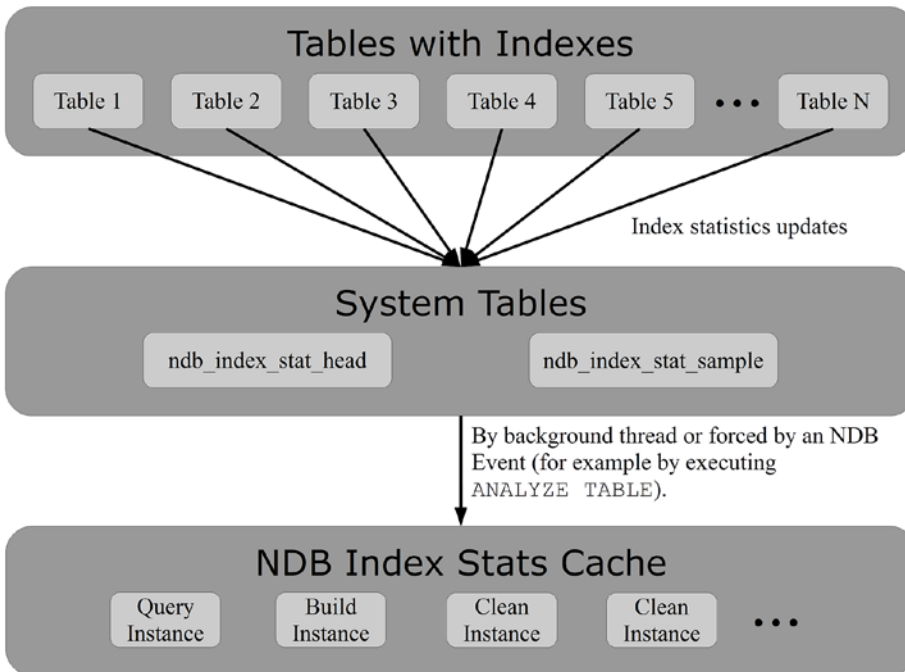 Tables with Indexes
Table 1 Table 2 Table 3 Table 4 Table 5 ••• Table N
Index statistics updates
System Tables
ndb_index_stat_head ndb_index_stat_sample
By background thread or forced by an NDB
Event (for example by executing
ANALYZE TABLE).
NDB Index Stats Cache
Query Build Clean Clean
Instance Instance Instance Instance •••